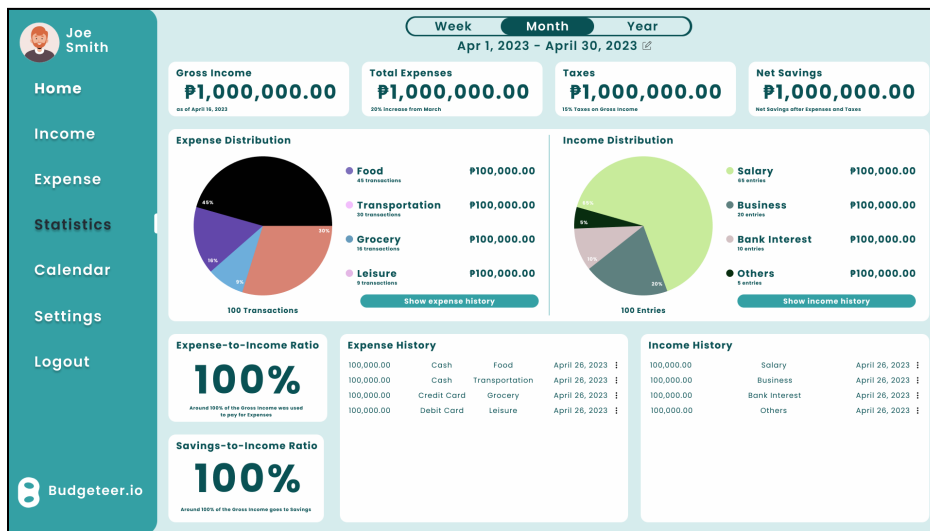 Joe
Smith
Home
Income
Expense
Statistics
Calendar
Settings
Logout
Budgeteer.io
Week Month Year
Apr 1, 2023 - April 30, 2023
Gross Income
₱1,000,000.00
as of April 16, 2023
Total Expenses
₱1,000,000.00
20% Increase from March
Taxes
₱1,000,000.00
15% Taxes on Gross Income
Net Savings
₱1,000,000.00
Net Savings after Expenses and Taxes
Expense Distribution
45%
30%
16%
9%
100 Transactions
Food ₱100,000.00
45 transactions
Transportation ₱100,000.00
30 transactions
Grocery ₱100,000.00
16 transactions
Leisure ₱100,000.00
9 transactions
Show expense history
Income Distribution
5%
10%
20%
100 Entries
Salary ₱100,000.00
65 entries
Business ₱100,000.00
20 entries
Bank Interest ₱100,000.00
10 entries
Others ₱100,000.00
5 entries
Show income history
Expense-to-Income Ratio
100%
Around 100% of the Gross Income was used
to pay for Expenses
Savings-to-Income Ratio
100%
Around 100% of the Gross Income goes to Savings
Expense History
100,000.00 Cash Food April 26, 2023
100,000.00 Cash Transportation April 26, 2023
100,000.00 Credit Card Grocery April 26, 2023
100,000.00 Debit Card Leisure April 26, 2023
Income History
100,000.00 Salary April 26, 2023
100,000.00 Business April 26, 2023
100,000.00 Bank Interest April 26, 2023
100,000.00 Others April 26, 2023